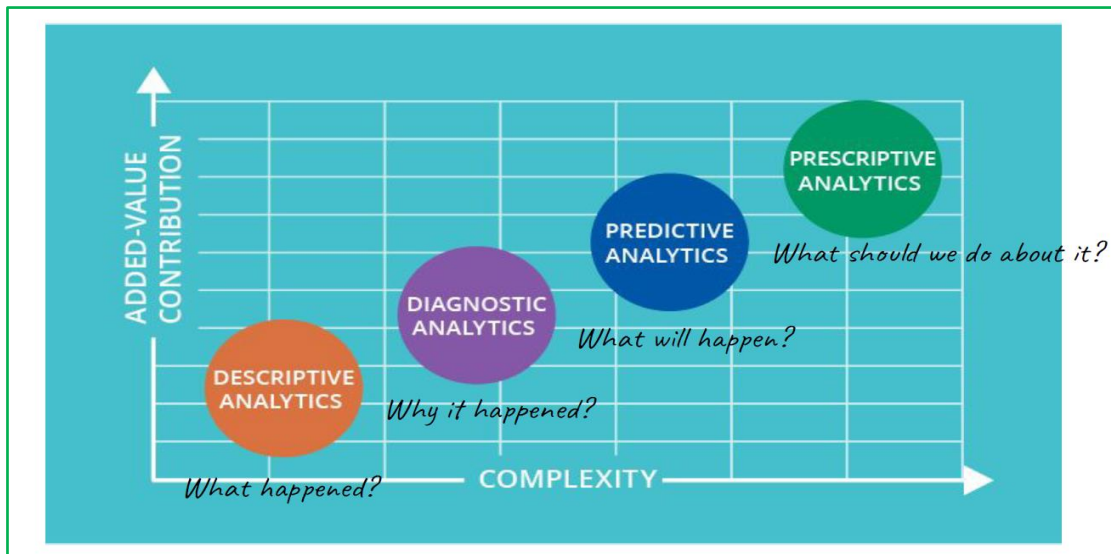 PRESCRIPTIVE
ANALYTICS
What should we do about it?
PREDICTIVE
ANALYTICS
What will happen?
DIAGNOSTIC
ANALYTICS
Why it happened?
DESCRIPTIVE
ANALYTICS
What happened?
ADDED-VALUE
CONTRIBUTION
COMPLEXITY